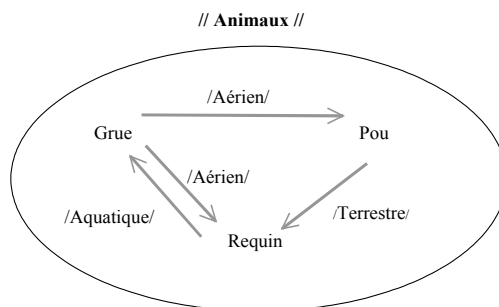 // Animaux //
/Aérien/
Grue
Pou
/Aérien/
/Aquatique/
/Terrestre/
Requin